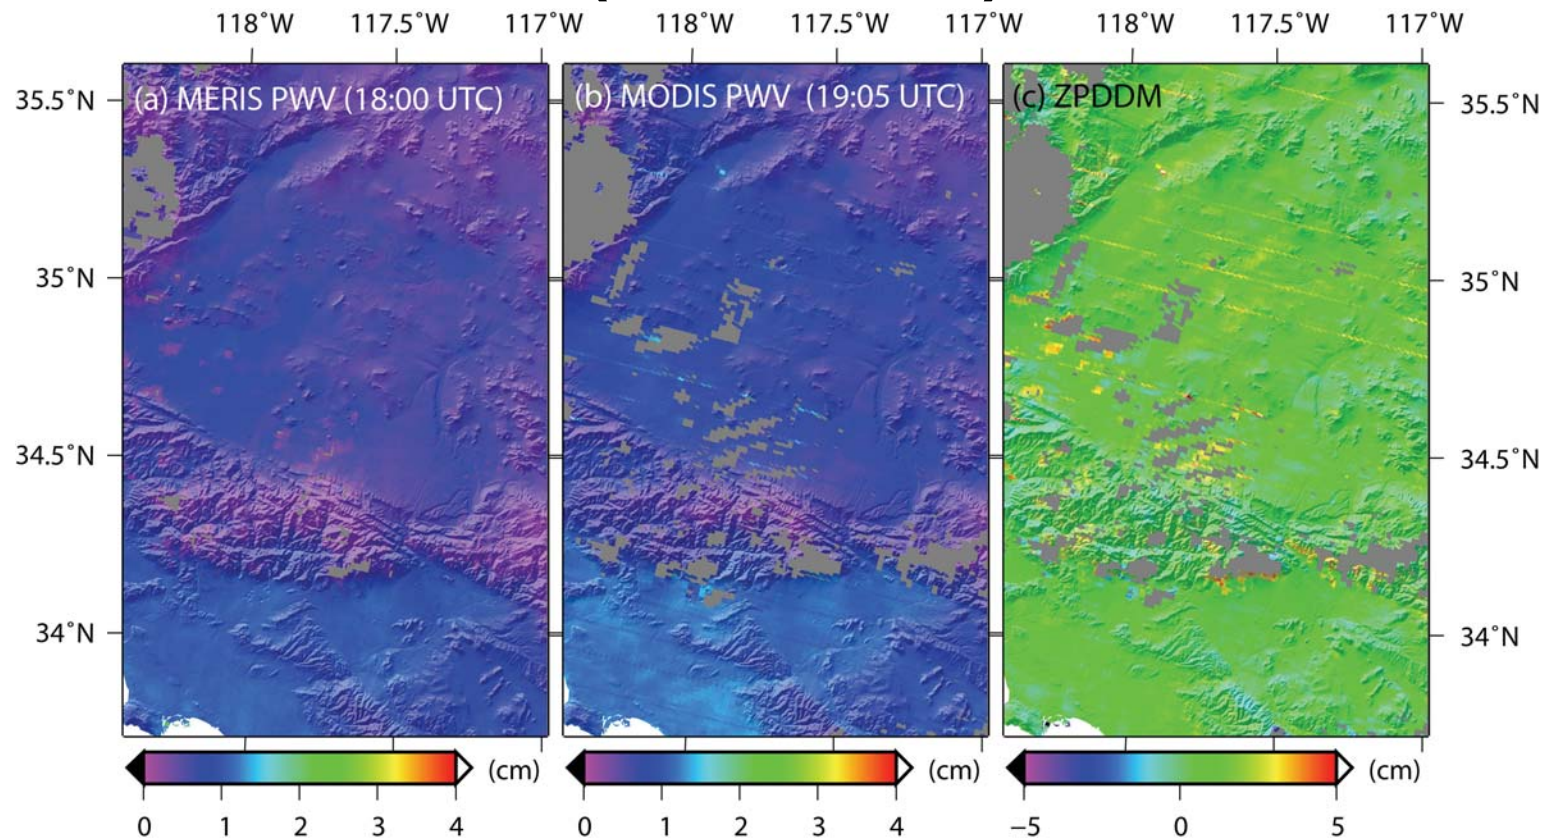 118˚W 117.5˚W 117˚W 118˚W 117.5˚W 117˚W 118˚W 117.5˚W 117˚W
(a) MERIS PWV (18:00 UTC) (b) MODIS PWV (19:05 UTC) (c) ZPDDM
35.5˚N 35.5˚N
35˚N 35˚N
34.5˚N 34.5˚N
34˚N 34˚N
(cm) (cm) (cm)
0 1 2 3 4 0 1 2 3 4 −5 0 5